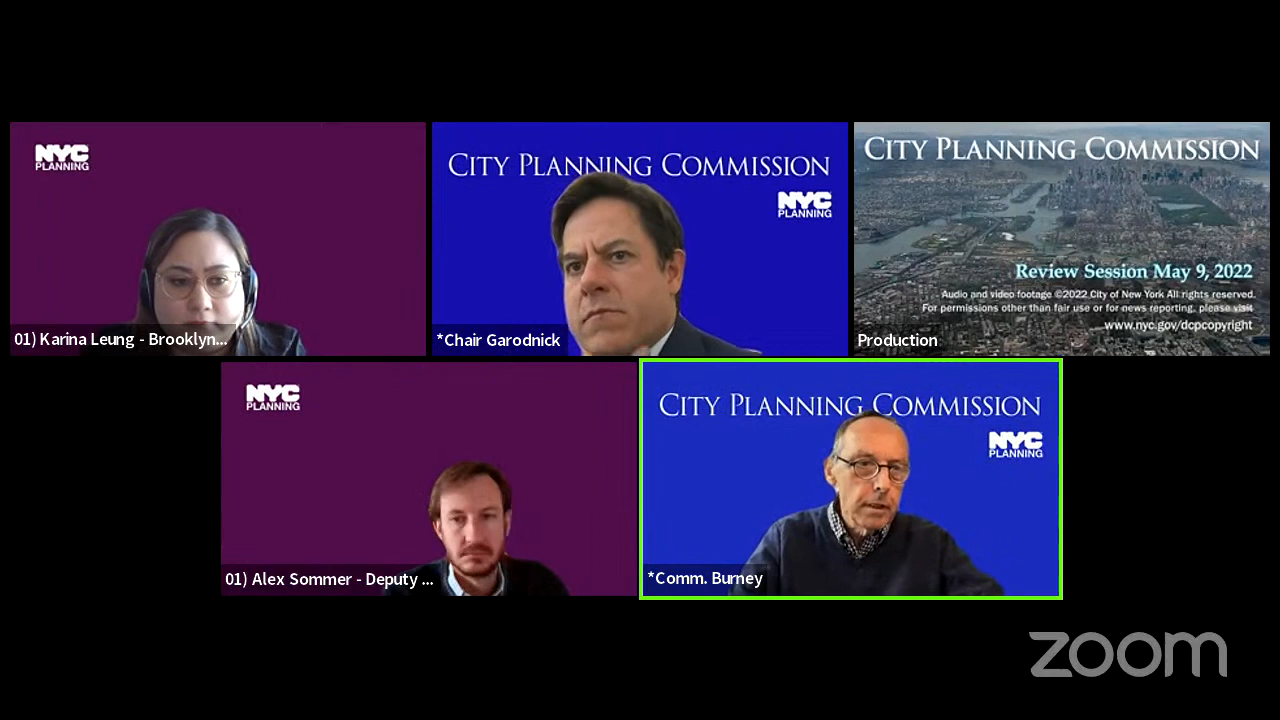 NYC
PLANNING
01) Karina Leung - Brooklyn...
CITY PLANNING COMMISSION
NYC
PLANNING
*Chair Garodnick
CITY PLANNING COMMISSION
Review Session May 9, 2022
Audio and video footage ©2022 City of New York All rights reserved.
For permissions other than fair use or for news reporting, please visit
www.nyc.gov/dcpcopyright
Production
NYC
PLANNING
01) Alex Sommer - Deputy ...
CITY PLANNING COMMISSION
NYC
PLANNING
*Comm. Burney
zoom